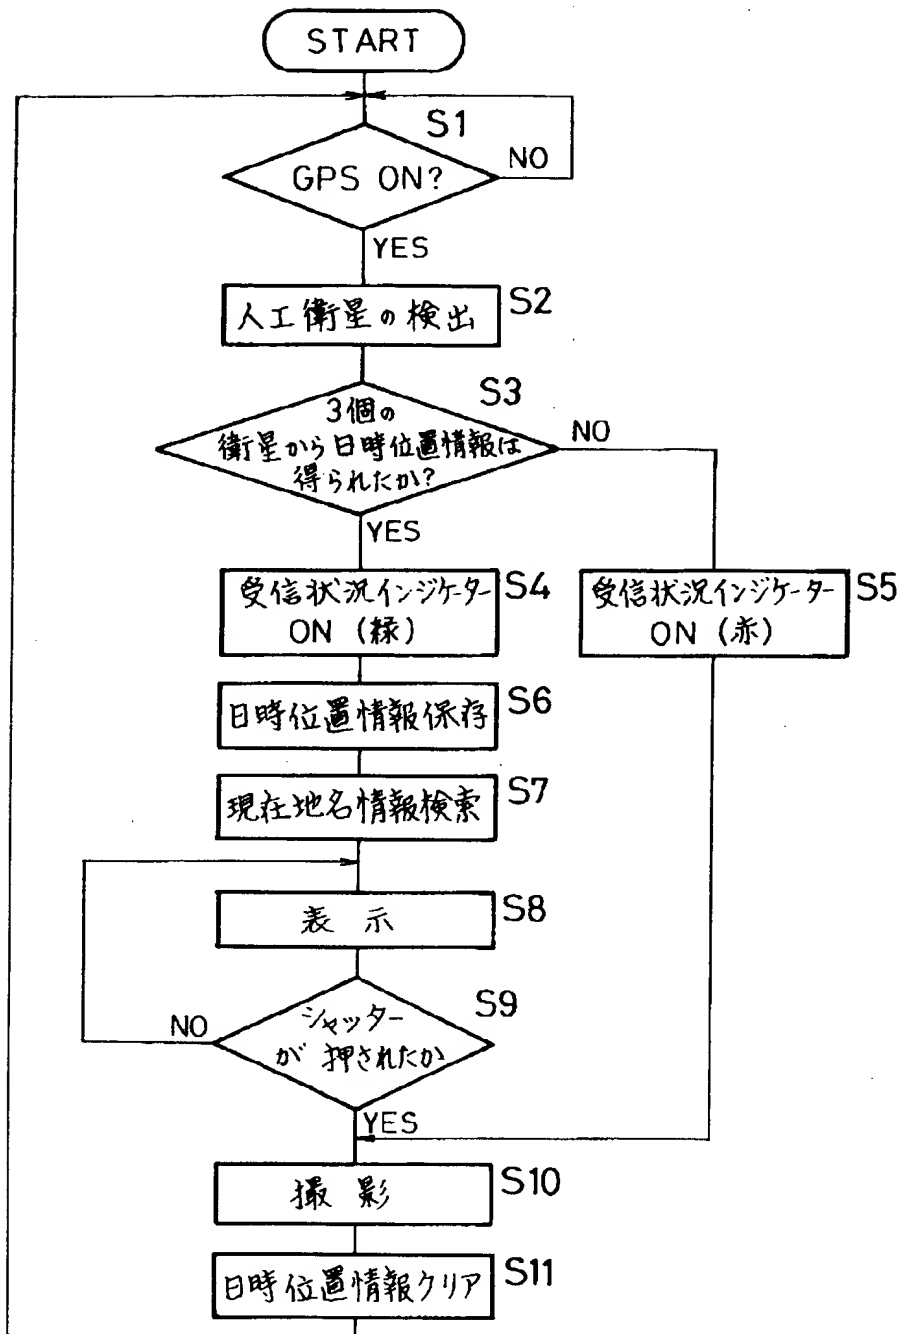 START
S1
GPS ON?
NO
YES
人工衛星の検出
S2
S3
3個の
衛星から日時位置情報は
得られたか?
NO
YES
受信状況インジケーター
ON (緑)
S4
受信状況インジケーター
ON (赤)
S5
日時位置情報保存
S6
現在地名情報検索
S7
表示
S8
S9
シャッター
が押されたか
NO
YES
撮影
S10
日時位置情報クリア
S11